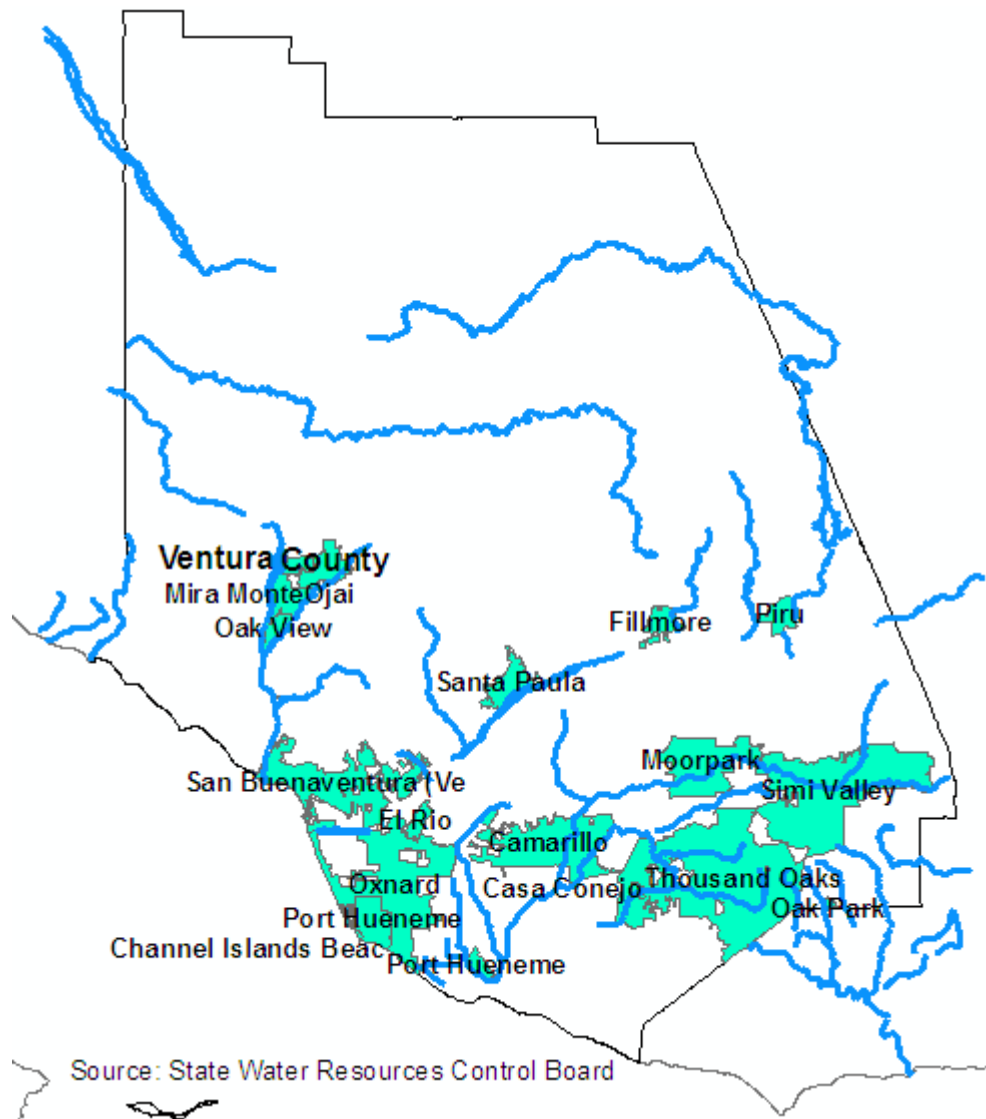 Ventura County
Mira Monte Ojai
Oak View
Fillmore
Piru
Santa Paula
Moorpark
San Buenaventura (Ve
Simi Valley
El Rio
Camarillo
Oxnard
Casa Conejo
Thousand Oaks
Port Hueneme
Oak Park
Channel Islands Beac
Port Hueneme
Source: State Water Resources Control Board